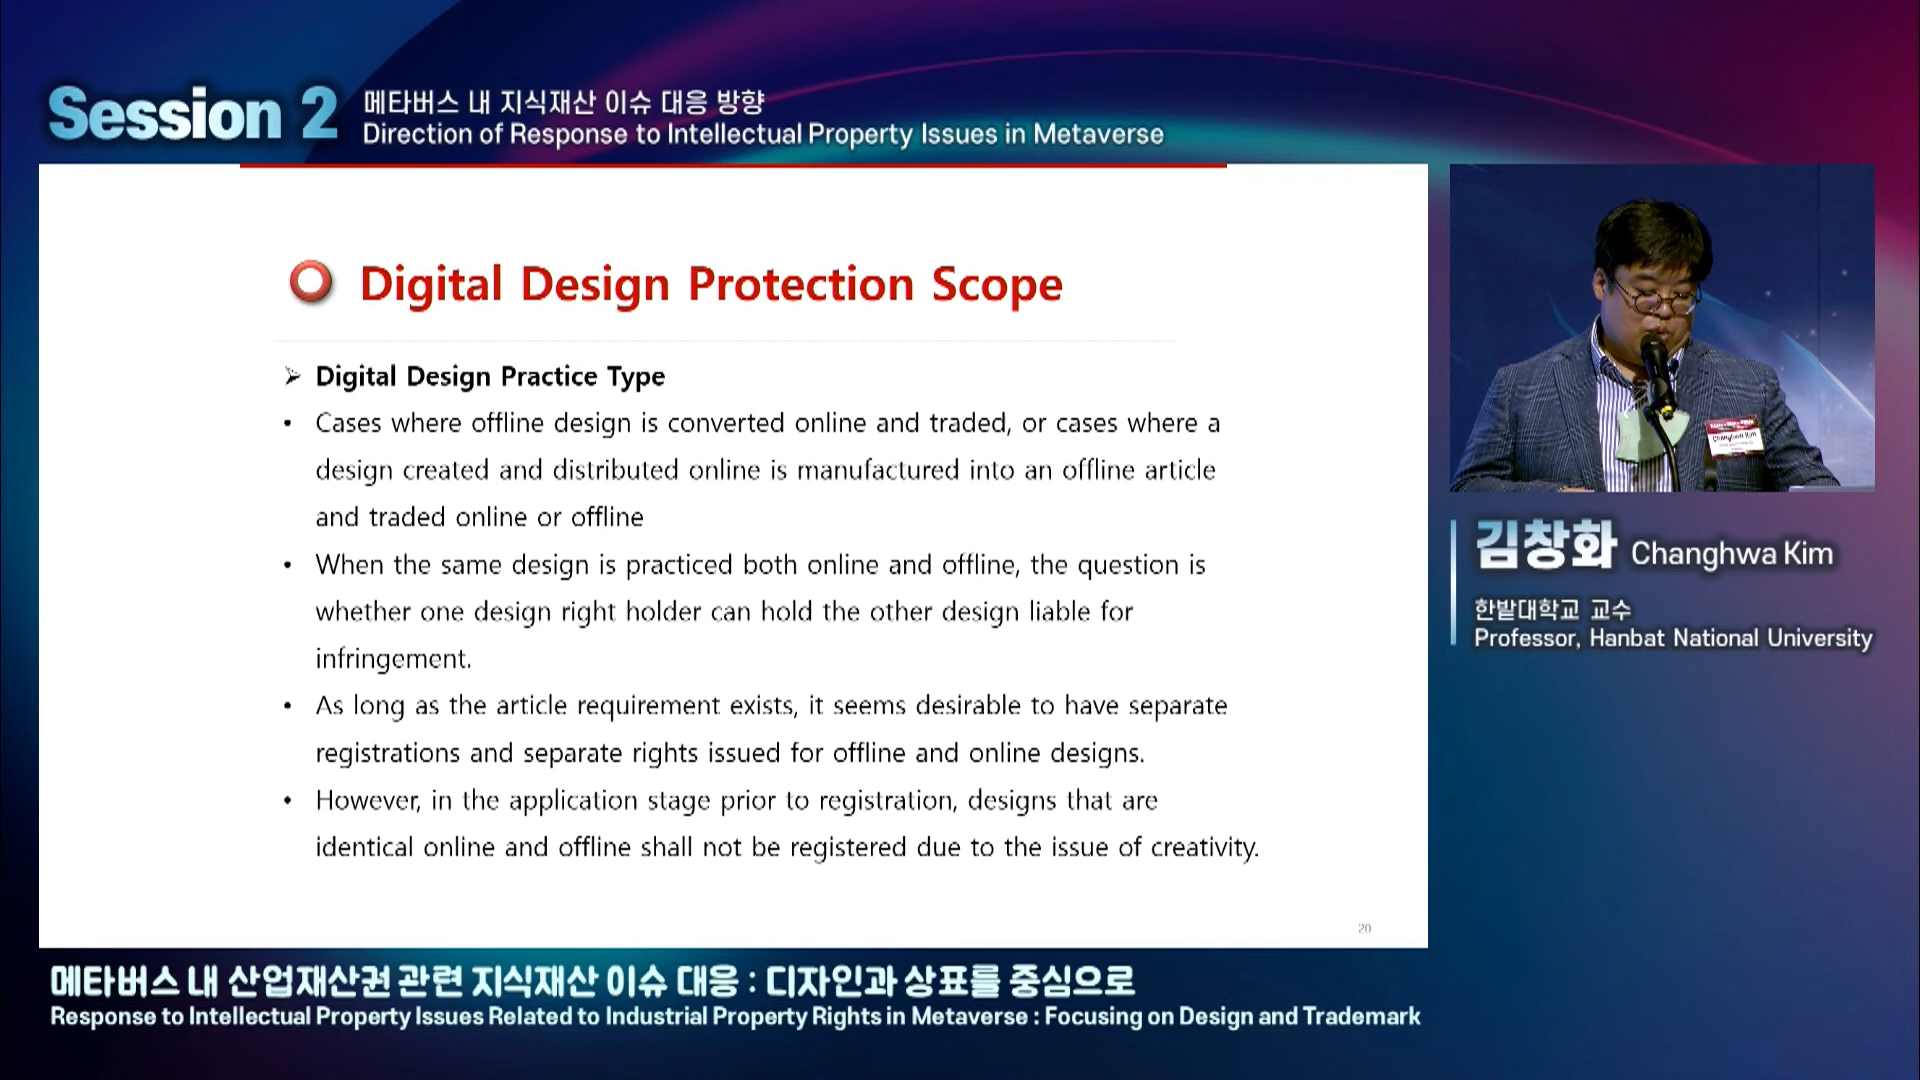 Session 2
메타버스 내 지식재산 이슈 대응 방향
Direction of Response to Intellectual Property Issues in Metaverse
Digital Design Protection Scope
➢ Digital Design Practice Type
• Cases where offline design is converted online and traded, or cases where a
design created and distributed online is manufactured into an offline article
and traded online or offline
• When the same design is practiced both online and offline, the question is
whether one design right holder can hold the other design liable for
infringement.
• As long as the article requirement exists, it seems desirable to have separate
registrations and separate rights issued for offline and online designs.
• However, in the application stage prior to registration, designs that are
identical online and offline shall not be registered due to the issue of creativity.
20
Changhwa Kim
김창화 Changhwa Kim
한밭대학교 교수
Professor, Hanbat National University
메타버스 내 산업재산권 관련 지식재산 이슈 대응 : 디자인과 상표를 중심으로
Response to Intellectual Property Issues Related to Industrial Property Rights in Metaverse : Focusing on Design and Trademark